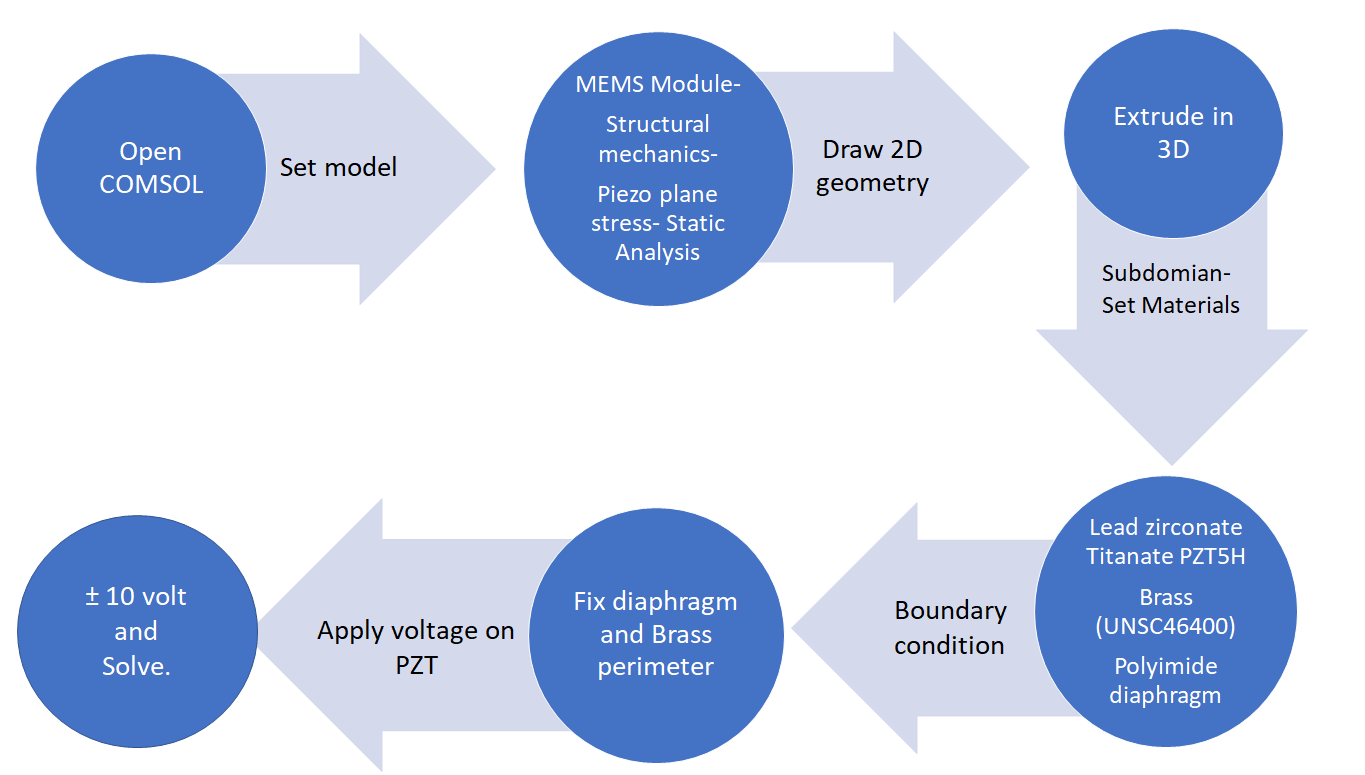 Open
COMSOL
Set model
MEMS Module-
Structural
mechanics-
Piezo plane
stress- Static
Analysis
Draw 2D
geometry
Extrude in
3D
Subdomian-
Set Materials
Lead zirconate
Titanate PZT5H
Brass
(UNSC46400)
Polyimide
diaphragm
Boundary
condition
Fix diaphragm
and Brass
perimeter
Apply voltage on
PZT
± 10 volt
and
Solve.